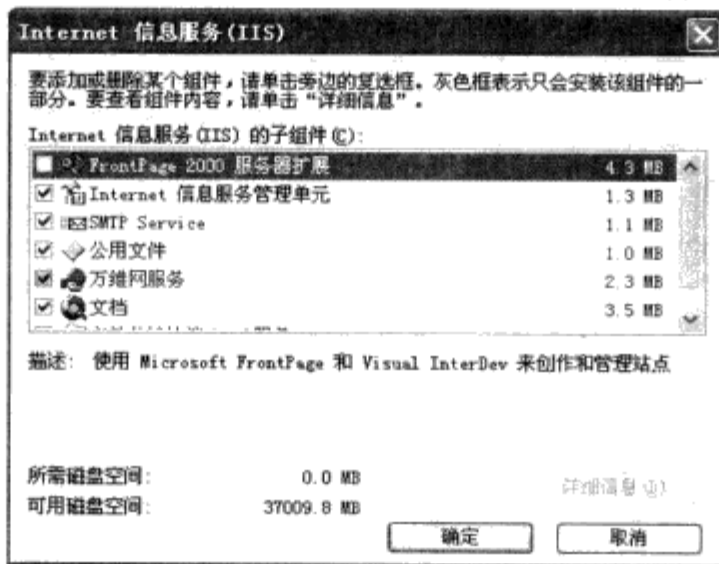 Internet 信息服务(IIS)
要添加或删除某个组件，请单击旁边的复选框。灰色框表示只会安装该组件的一
部分。要查看组件内容，请单击“详细信息”.
Internet 信息服务(IIS) 的子组件(C):
FrontPage 2000 服务器扩展 4.3 MB
Internet 信息服务管理单元 1.3 MB
SMTP Service 1.1 MB
公用文件 1.0 MB
万维网服务 2.3 MB
文档 3.5 MB
描述: 使用 Microsoft FrontPage 和 Visual InterDev 来创作和管理站点
所需磁盘空间: 0.0 MB
详细信息(D)
可用磁盘空间: 37009.8 MB
确定 取消